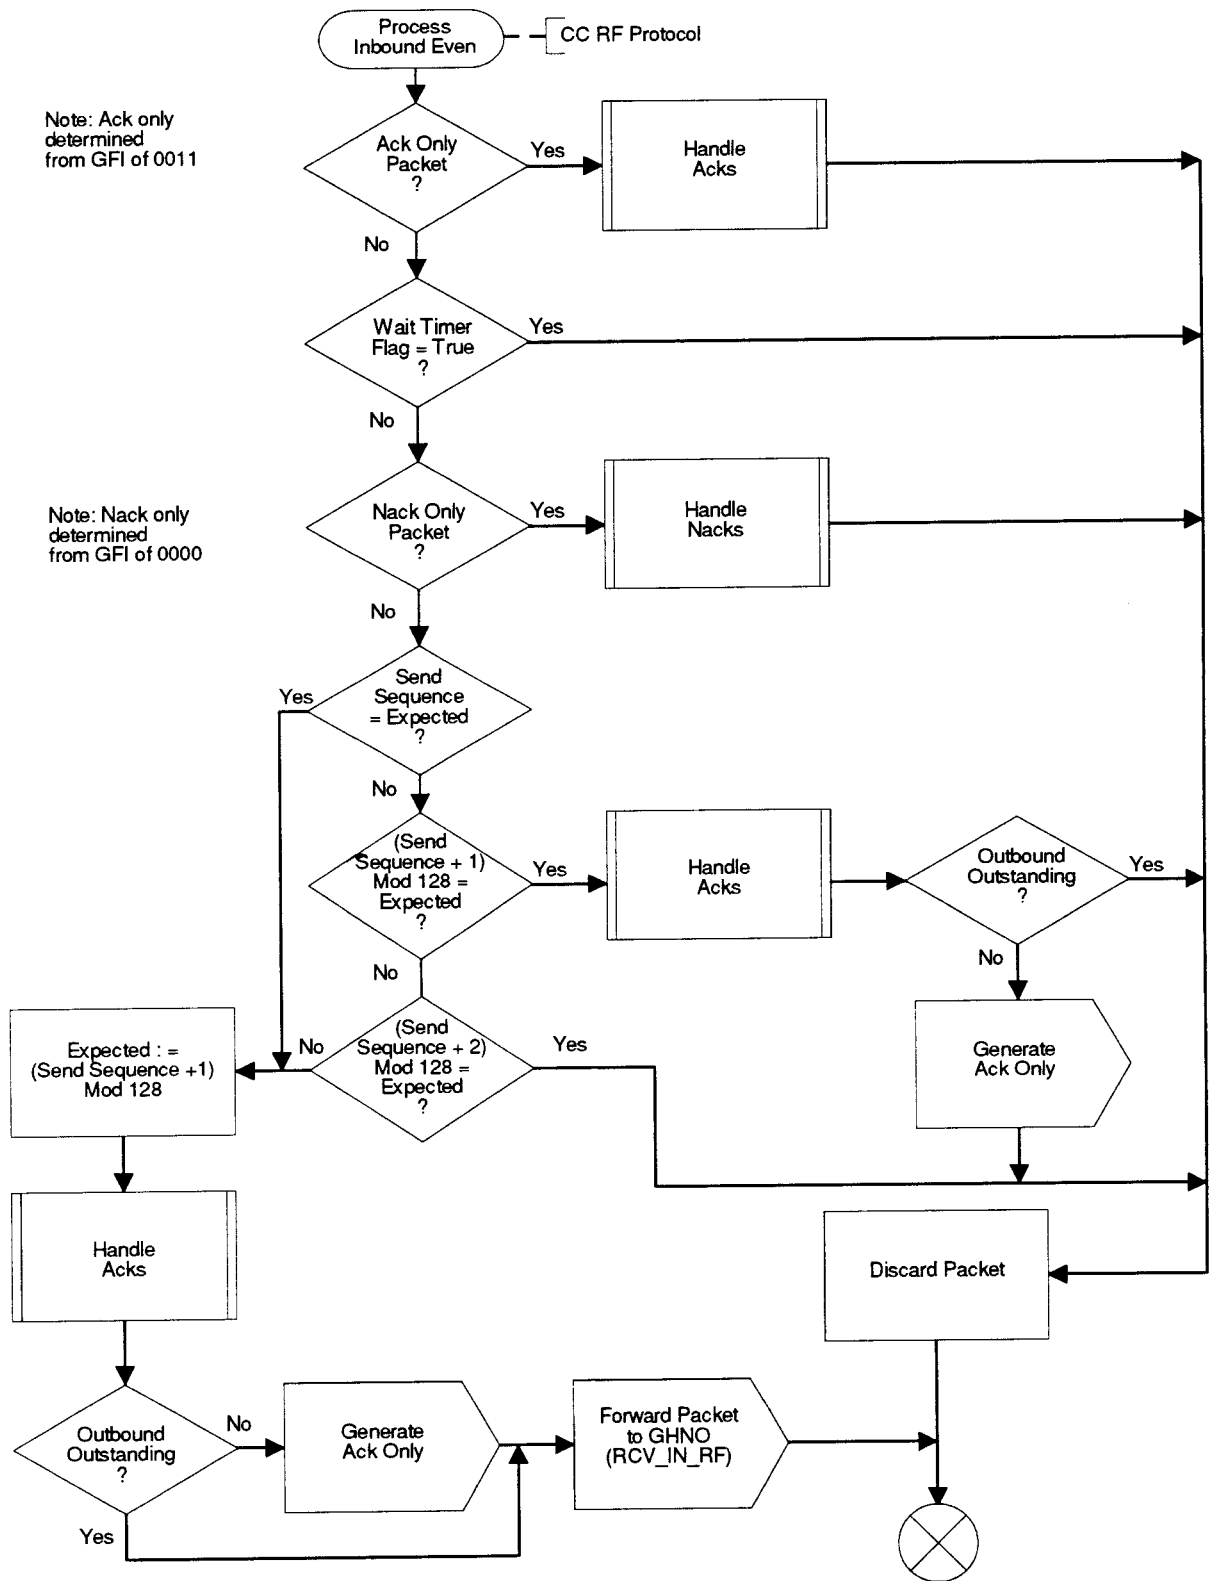 Process
Inbound Even
CC RF Protocol
Note: Ack only
determined
from GFI of 0011
Ack Only
Packet
?
Yes
Handle
Acks
No
Wait Timer
Flag = True
?
Yes
No
Note: Nack only
determined
from GFI of 0000
Nack Only
Packet
?
Yes
Handle
Nacks
No
Send
Sequence
= Expected
?
Yes
No
(Send
Sequence + 1)
Mod 128 =
Expected
?
Yes
Handle
Acks
Outbound
Outstanding
?
Yes
No
No
Generate
Ack Only
(Send
Sequence + 2)
Mod 128 =
Expected
?
Yes
No
Expected : =
(Send Sequence +1)
Mod 128
Handle
Acks
Discard Packet
Outbound
Outstanding
?
No
Generate
Ack Only
Forward Packet
to GHNO
(RCV_IN_RF)
Yes